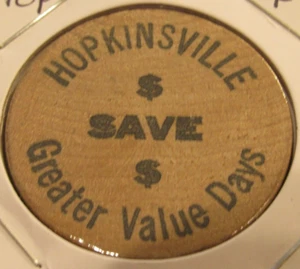 HOPKINSVILLE
$
SAVE
$
Greater Value Days